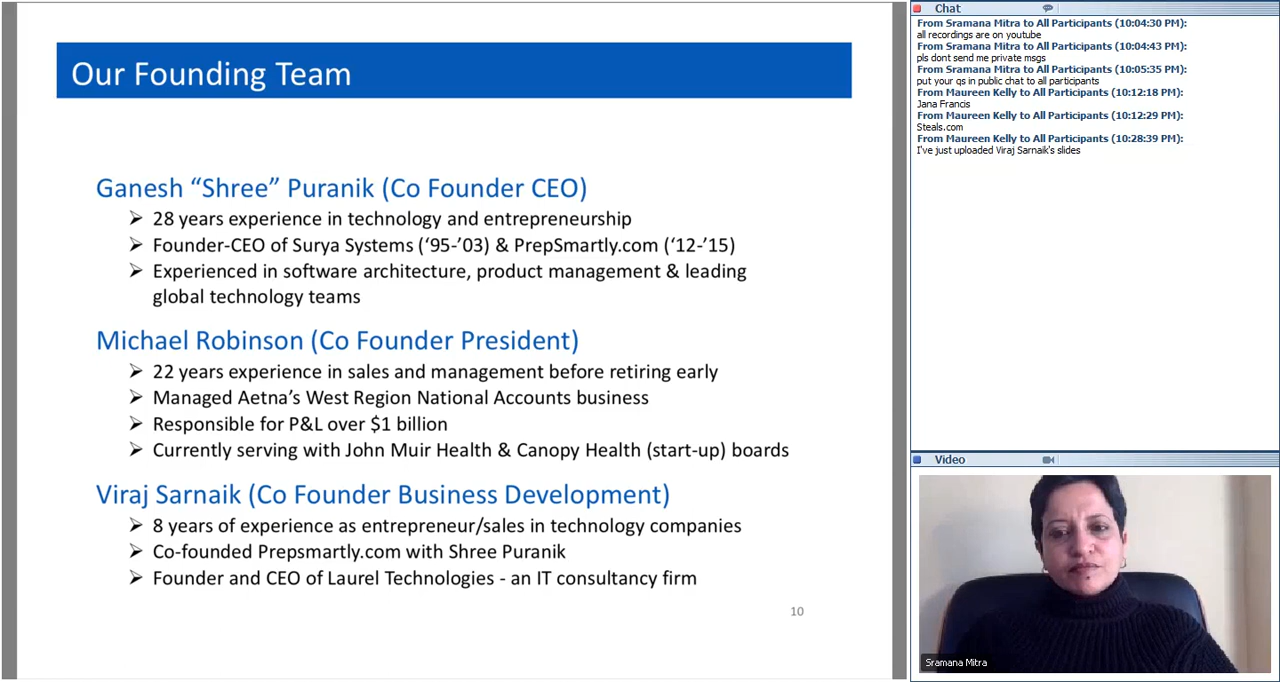 Our Founding Team
Ganesh “Shree” Puranik (Co Founder CEO)
➢ 28 years experience in technology and entrepreneurship
➢ Founder-CEO of Surya Systems (‘95-’03) & PrepSmartly.com (‘12-’15)
➢ Experienced in software architecture, product management & leading
global technology teams
Michael Robinson (Co Founder President)
➢ 22 years experience in sales and management before retiring early
➢ Managed Aetna’s West Region National Accounts business
➢ Responsible for P&L over $1 billion
➢ Currently serving with John Muir Health & Canopy Health (start-up) boards
Viraj Sarnaik (Co Founder Business Development)
➢ 8 years of experience as entrepreneur/sales in technology companies
➢ Co-founded Prepsmartly.com with Shree Puranik
➢ Founder and CEO of Laurel Technologies - an IT consultancy firm
10
Chat
From Sramana Mitra to All Participants (10:04:30 PM):
all recordings are on youtube
From Sramana Mitra to All Participants (10:04:43 PM):
pls dont send me private msgs
From Sramana Mitra to All Participants (10:05:35 PM):
put your qs in public chat to all participants
From Maureen Kelly to All Participants (10:12:18 PM):
Jana Francis
From Maureen Kelly to All Participants (10:12:29 PM):
Steals.com
From Maureen Kelly to All Participants (10:28:39 PM):
I've just uploaded Viraj Sarnaik's slides
Video
Sramana Mitra